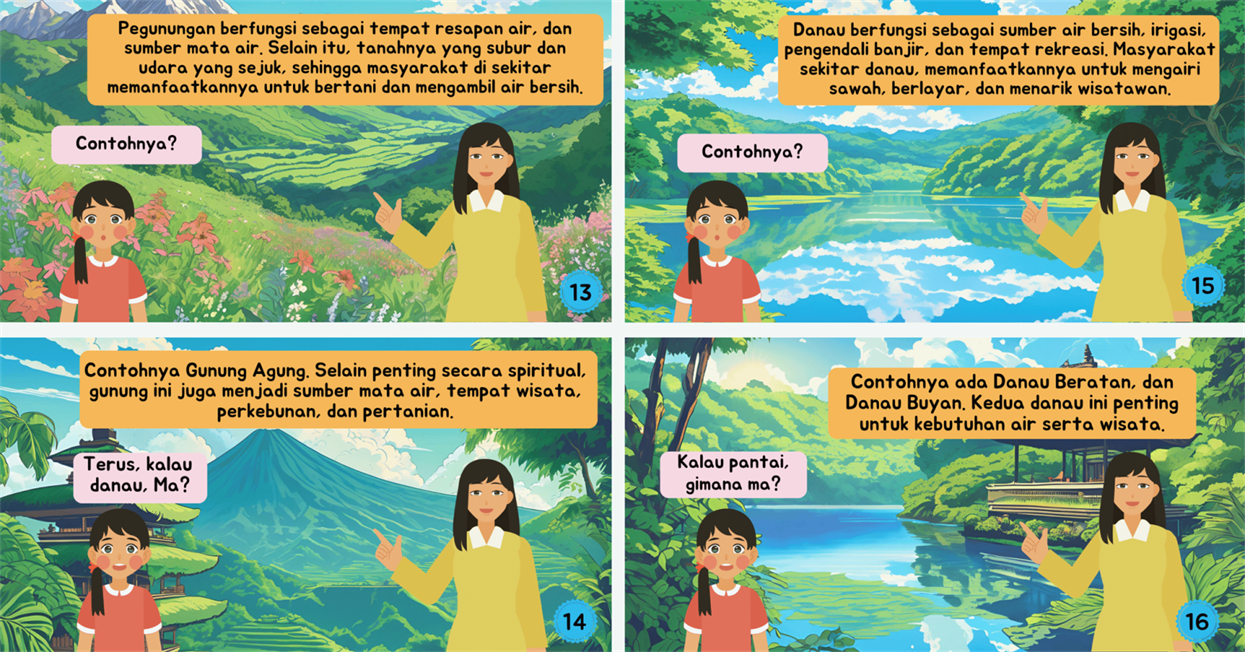 Pegunungan berfungsi sebagai tempat resapan air, dan
sumber mata air. Selain itu, tanahnya yang subur dan
udara yang sejuk, sehingga masyarakat di sekitar
memanfaatkannya untuk bertani dan mengambil air bersih.
Contohnya?
13
Contohnya Gunung Agung. Selain penting secara spiritual,
gunung ini juga menjadi sumber mata air, tempat wisata,
perkebunan, dan pertanian.
Terus, kalau
danau, Ma?
14
Danau berfungsi sebagai sumber air bersih, irigasi,
pengendali banjir, dan tempat rekreasi. Masyarakat
sekitar danau, memanfaatkannya untuk mengairi
sawah, berlayar, dan menarik wisatawan.
Contohnya?
15
Contohnya ada Danau Beratan, dan
Danau Buyan. Kedua danau ini penting
untuk kebutuhan air serta wisata.
Kalau pantai,
gimana ma?
16